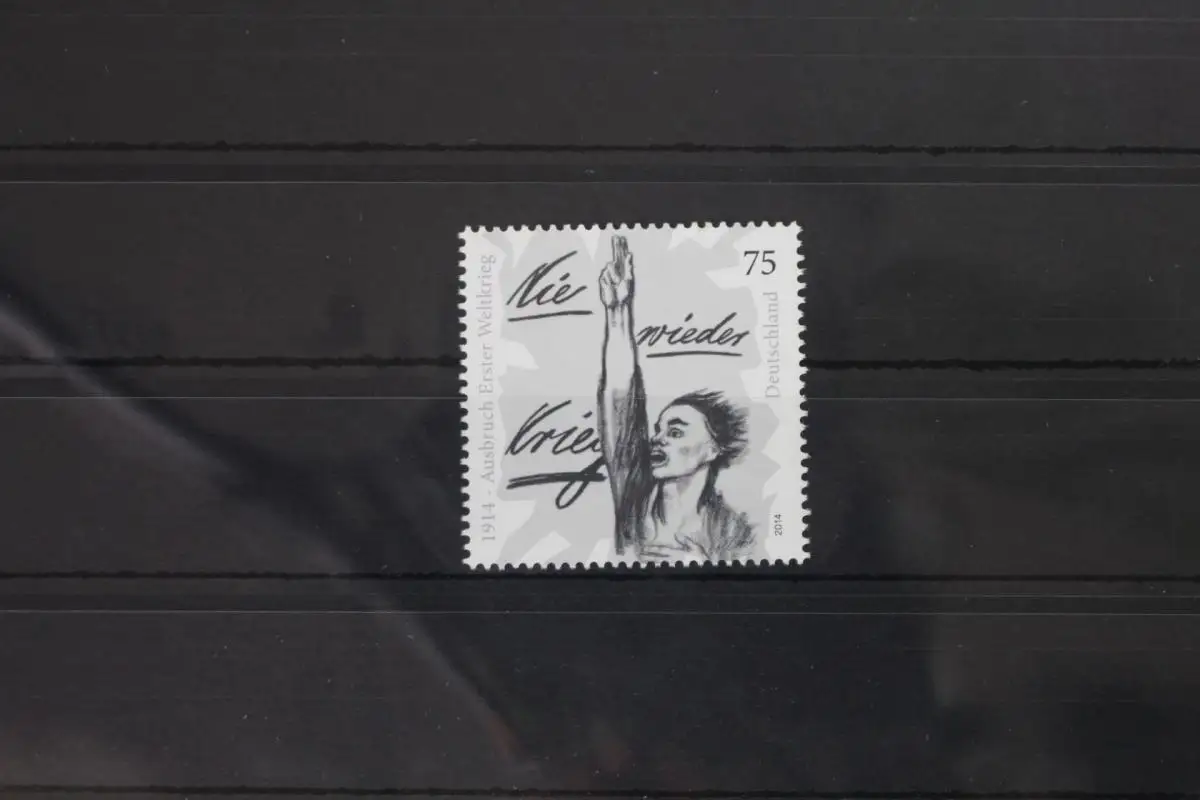 1914 - Ausbruch Erster Weltkrieg
Nie
wieder
Krieg
75
Deutschland
2014